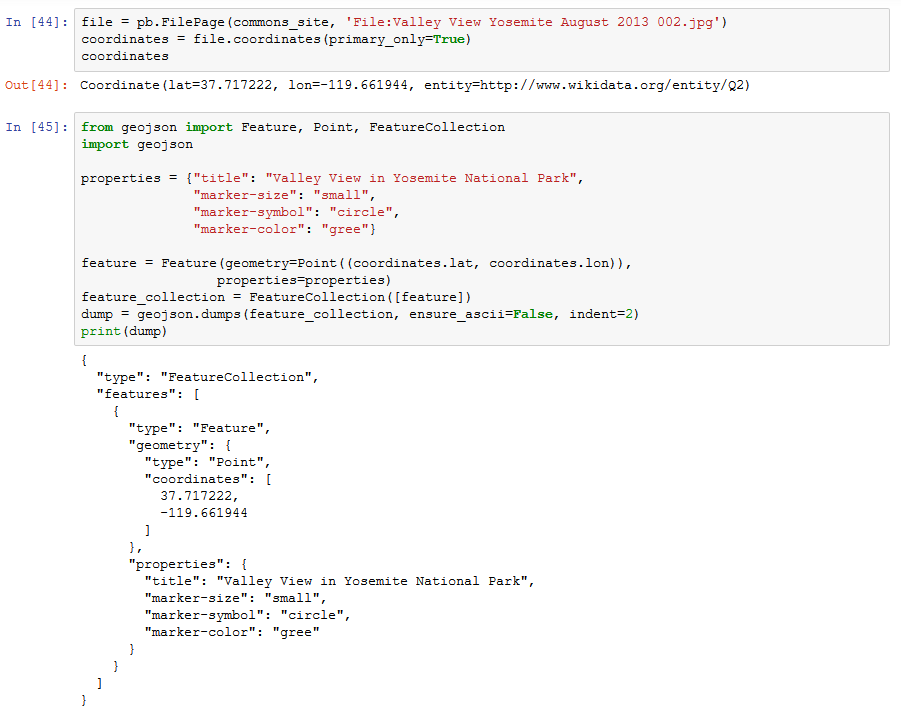 In [44]: file = pb.FilePage(commons_site, 'File:Valley View Yosemite August 2013 002.jpg')
coordinates = file.coordinates(primary_only=True)
coordinates
Out[44]: Coordinate(lat=37.717222, lon=-119.661944, entity=http://www.wikidata.org/entity/Q2)
In [45]: from geojson import Feature, Point, FeatureCollection
import geojson
properties = {"title": "Valley View in Yosemite National Park",
"marker-size": "small",
"marker-symbol": "circle",
"marker-color": "gree"}
feature = Feature(geometry=Point((coordinates.lat, coordinates.lon)),
properties=properties)
feature_collection = FeatureCollection([feature])
dump = geojson.dumps(feature_collection, ensure_ascii=False, indent=2)
print(dump)
{
"type": "FeatureCollection",
"features": [
{
"type": "Feature",
"geometry": {
"type": "Point",
"coordinates": [
37.717222,
-119.661944
]
},
"properties": {
"title": "Valley View in Yosemite National Park",
"marker-size": "small",
"marker-symbol": "circle",
"marker-color": "gree"
}
}
]
}